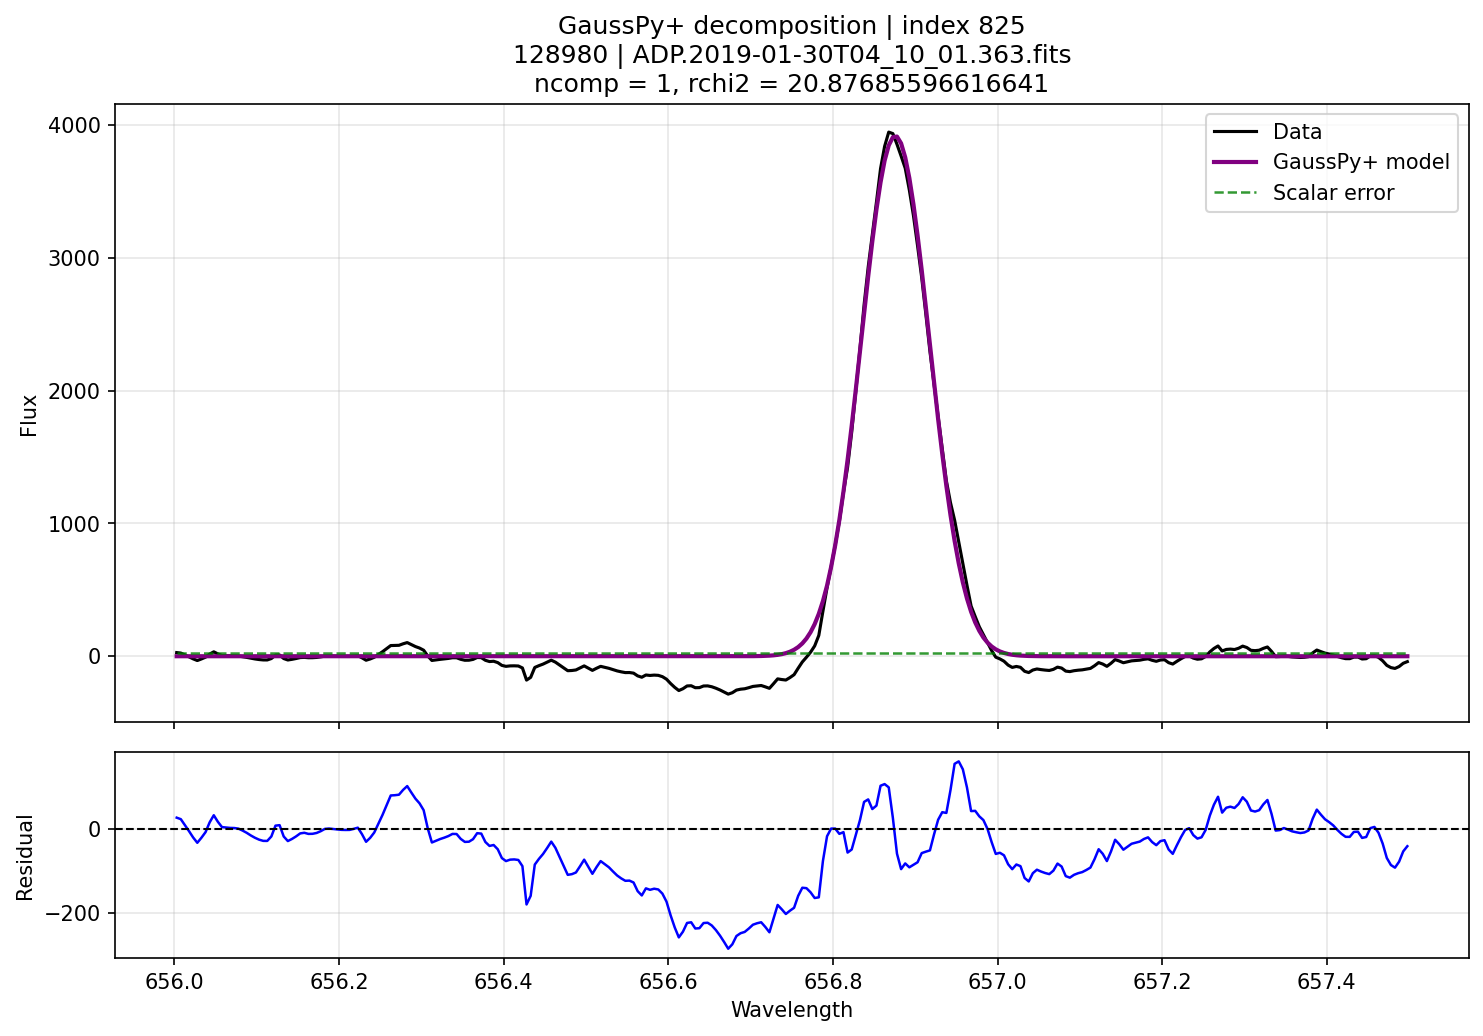 GaussPy+ decomposition | index 825
128980 | ADP.2019-01-30T04_10_01.363.fits
ncomp = 1, rchi2 = 20.87685596616641
Data
GaussPy+ model
Scalar error
4000
3000
2000
1000
0
Flux
0
−200
Residual
656.0 656.2 656.4 656.6 656.8 657.0 657.2 657.4
Wavelength